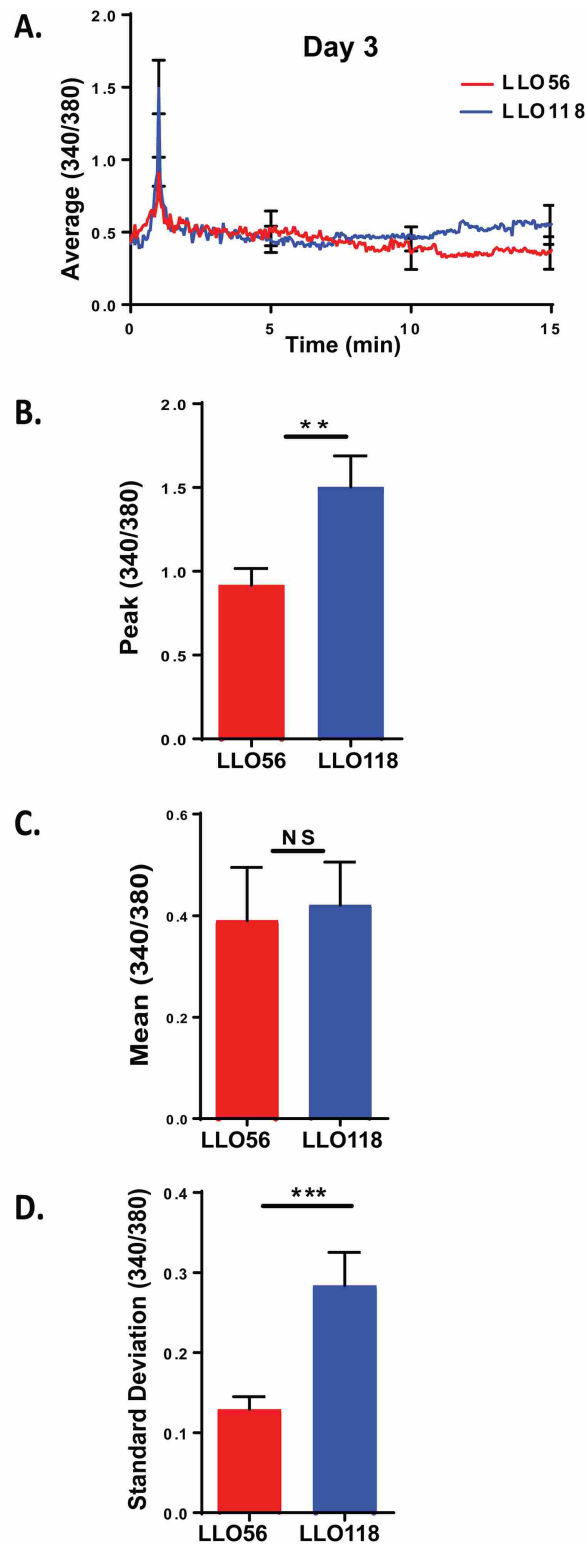 A.
Day 3
LLO56
LLO118
Average (340/380)
2.0
1.5
1.0
0.5
0.0
0 5 10 15
Time (min)
B.
**
Peak (340/380)
2.0
1.5
1.0
0.5
0.0
LLO56 LLO118
C.
NS
Mean (340/380)
0.6
0.4
0.2
0.0
LLO56 LLO118
D.
***
Standard Deviation (340/380)
0.4
0.3
0.2
0.1
0.0
LLO56 LLO118